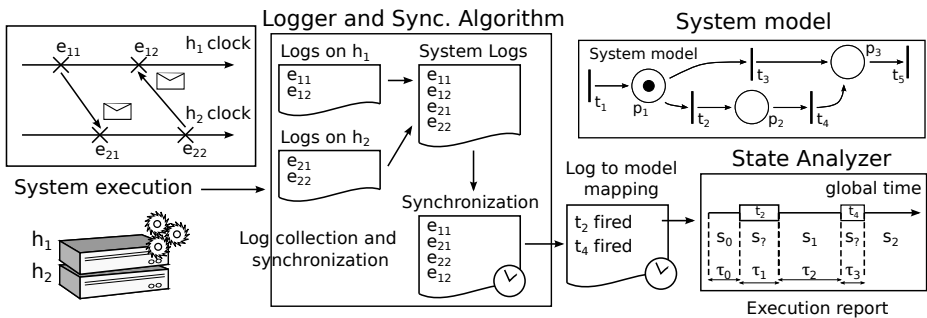 Logger and Sync. Algorithm
System model
e11 e12 h1 clock
h2 clock
e21 e22
System execution
h1
h2
Logs on h1
e11
e12
Logs on h2
e21
e22
System Logs
e11
e12
e21
e22
Synchronization
e11
e21
e22
e12
Log collection and
synchronization
System model
t1 p1 t2 t3 p2 t4 p3 t5
Log to model
mapping
t2 fired
t4 fired
State Analyzer
global time
t2 t4
s0 s? s1 s? s2
τ0 τ1 τ2 τ3
Execution report